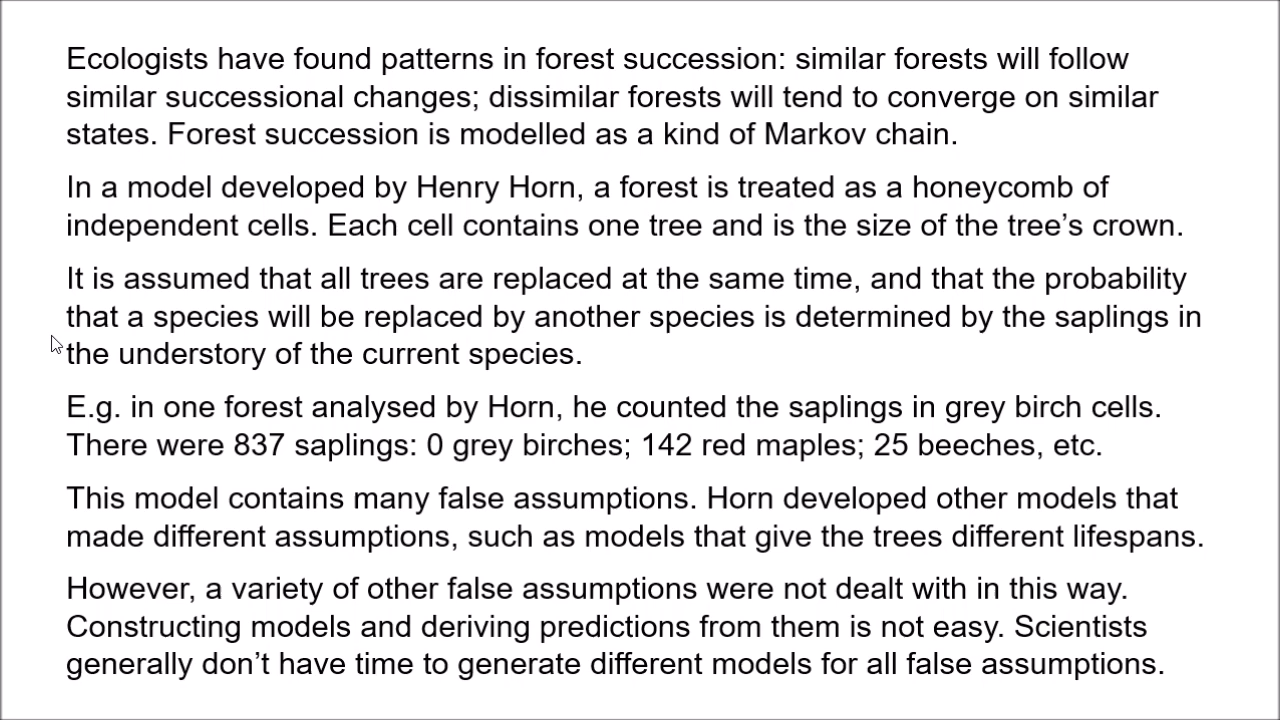 Ecologists have found patterns in forest succession: similar forests will follow
similar successional changes; dissimilar forests will tend to converge on similar
states. Forest succession is modelled as a kind of Markov chain.
In a model developed by Henry Horn, a forest is treated as a honeycomb of
independent cells. Each cell contains one tree and is the size of the tree’s crown.
It is assumed that all trees are replaced at the same time, and that the probability
that a species will be replaced by another species is determined by the saplings in
the understory of the current species.
E.g. in one forest analysed by Horn, he counted the saplings in grey birch cells.
There were 837 saplings: 0 grey birches; 142 red maples; 25 beeches, etc.
This model contains many false assumptions. Horn developed other models that
made different assumptions, such as models that give the trees different lifespans.
However, a variety of other false assumptions were not dealt with in this way.
Constructing models and deriving predictions from them is not easy. Scientists
generally don’t have time to generate different models for all false assumptions.